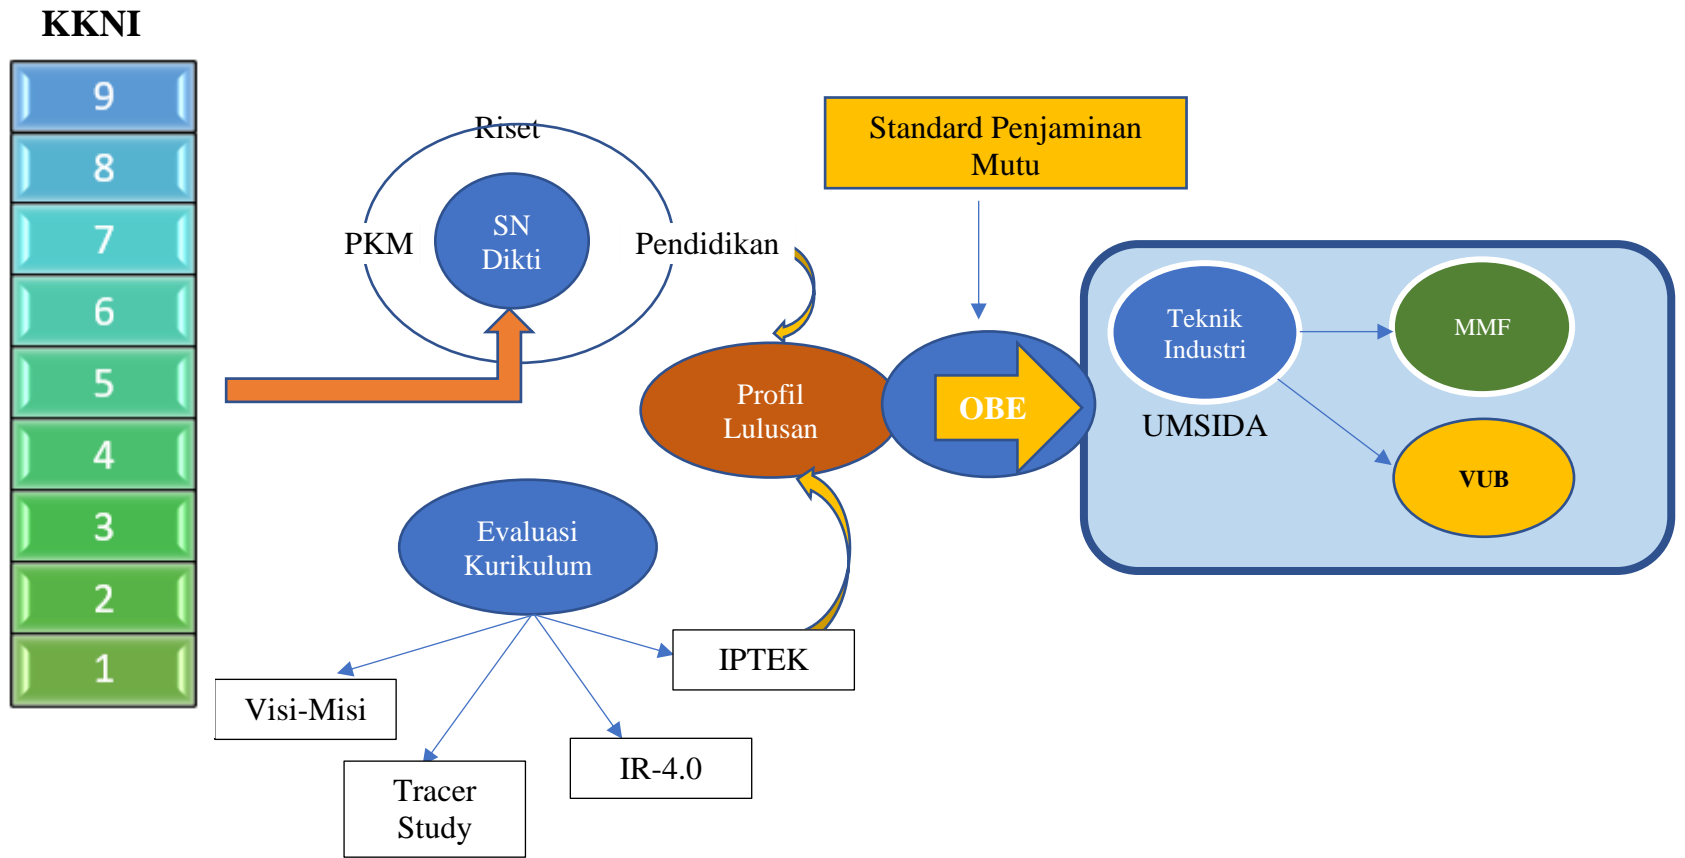 KKNI
9
8
7
6
5
4
3
2
1
Riset
PKM
SN
Dikti
Pendidikan
Standard Penjaminan
Mutu
Profil
Lulusan
OBE
Teknik
Industri
UMSIDA
MMF
VUB
Evaluasi
Kurikulum
Visi-Misi
Tracer
Study
IR-4.0
IPTEK